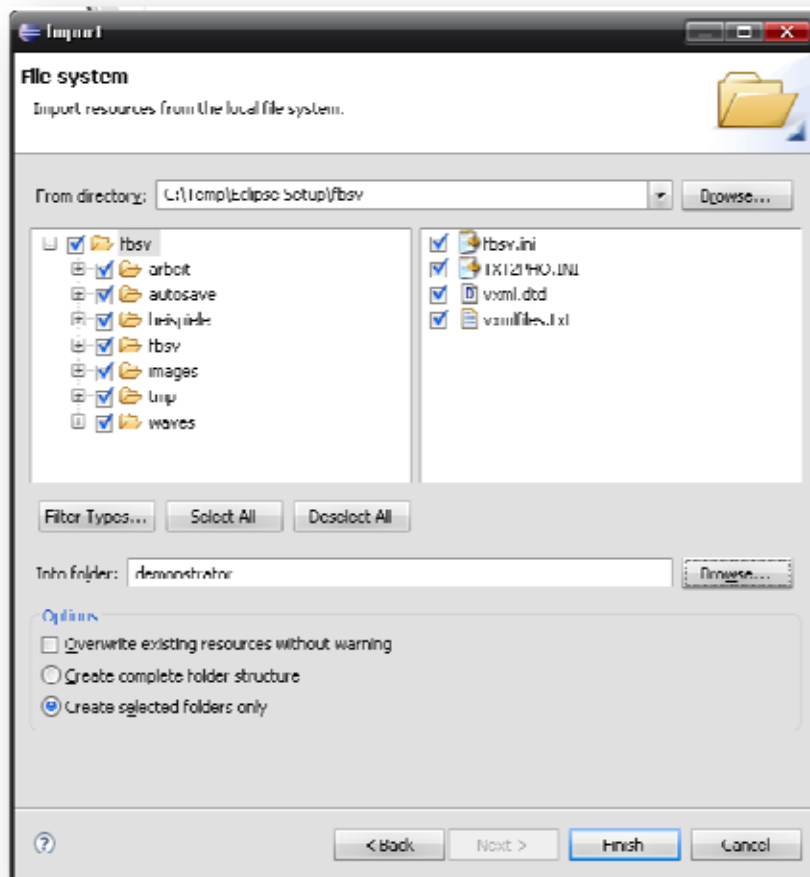 Import
File system
Import resources from the local file system.
From directory: C:\Temp\Eclipse Setup\fbsv Browse...
fbsv
arbeit
autosave
beispiele
fbsv
images
tmp
waves
fbsv.ini
TXT2PHO.INI
vxml.dtd
vxmlfiles.txt
Filter Types... Select All Deselect All
Into folder: demonstrator Browse...
Options
Overwrite existing resources without warning
Create complete folder structure
Create selected folders only
< Back Next > Finish Cancel